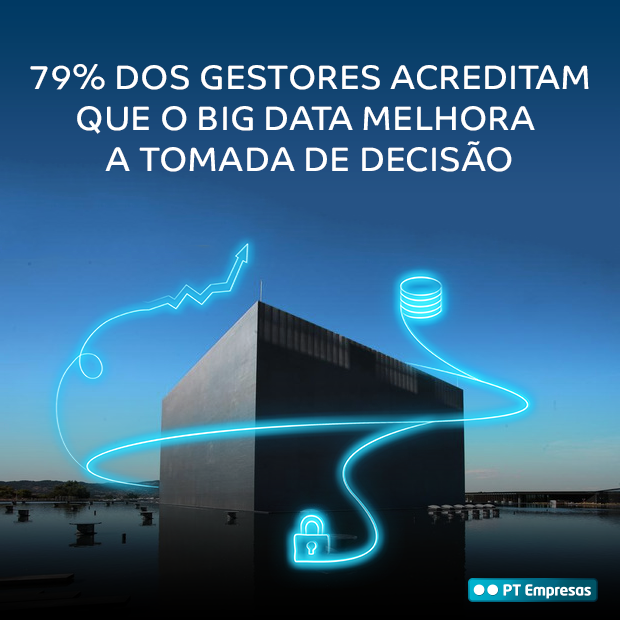 79% DOS GESTORES ACREDITAM
QUE O BIG DATA MELHORA
A TOMADA DE DECISÃO
PT Empresas